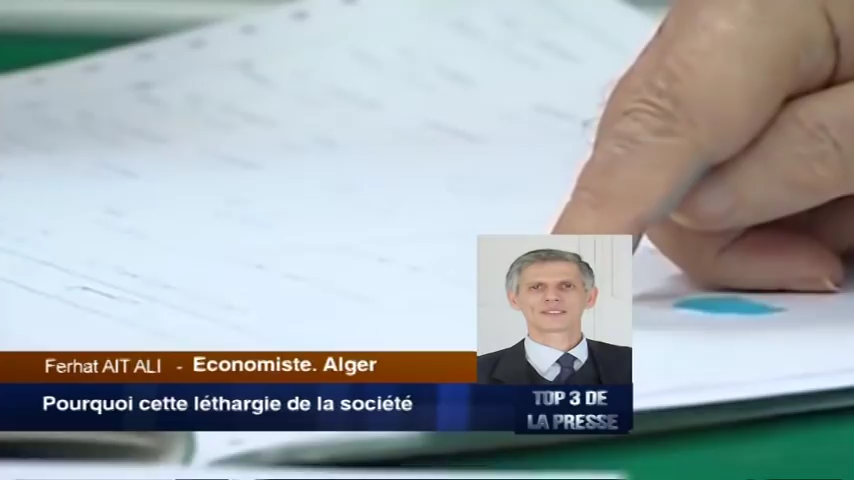 Ferhat AIT ALI - Economiste. Alger
Pourquoi cette léthargie de la société
TOP 3 DE
LA PRESSE